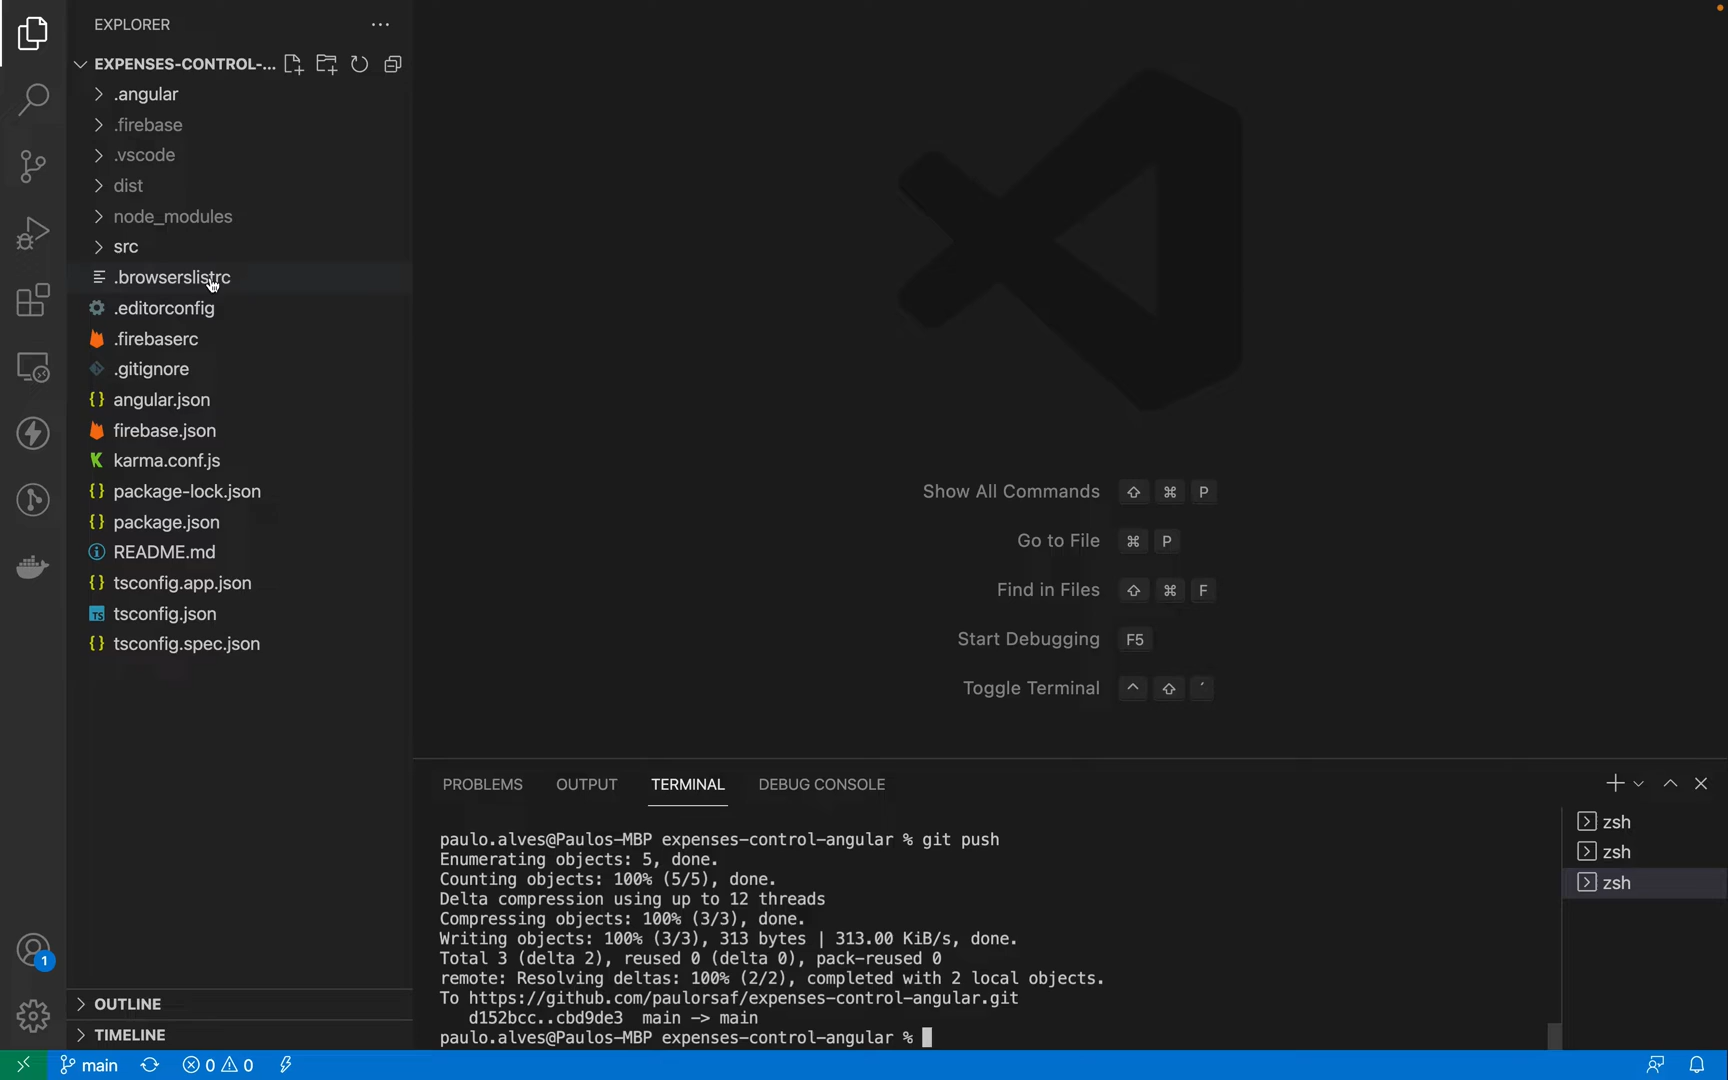 EXPLORER
EXPENSES-CONTROL-...
.angular
.firebase
.vscode
dist
node_modules
src
.browserslistrc
.editorconfig
.firebaserc
.gitignore
angular.json
firebase.json
karma.conf.js
package-lock.json
package.json
README.md
tsconfig.app.json
tsconfig.json
tsconfig.spec.json
OUTLINE
TIMELINE
Show All Commands ⇧ ⌘ P
Go to File ⌘ P
Find in Files ⇧ ⌘ F
Start Debugging F5
Toggle Terminal ^ ⇧ ´
PROBLEMS OUTPUT TERMINAL DEBUG CONSOLE
paulo.alves@Paulos-MBP expenses-control-angular % git push
Enumerating objects: 5, done.
Counting objects: 100% (5/5), done.
Delta compression using up to 12 threads
Compressing objects: 100% (3/3), done.
Writing objects: 100% (3/3), 313 bytes | 313.00 KiB/s, done.
Total 3 (delta 2), reused 0 (delta 0), pack-reused 0
remote: Resolving deltas: 100% (2/2), completed with 2 local objects.
To https://github.com/paulorsaf/expenses-control-angular.git
d152bcc..cbd9de3 main -> main
paulo.alves@Paulos-MBP expenses-control-angular %
zsh
zsh
zsh
1
main 0 0